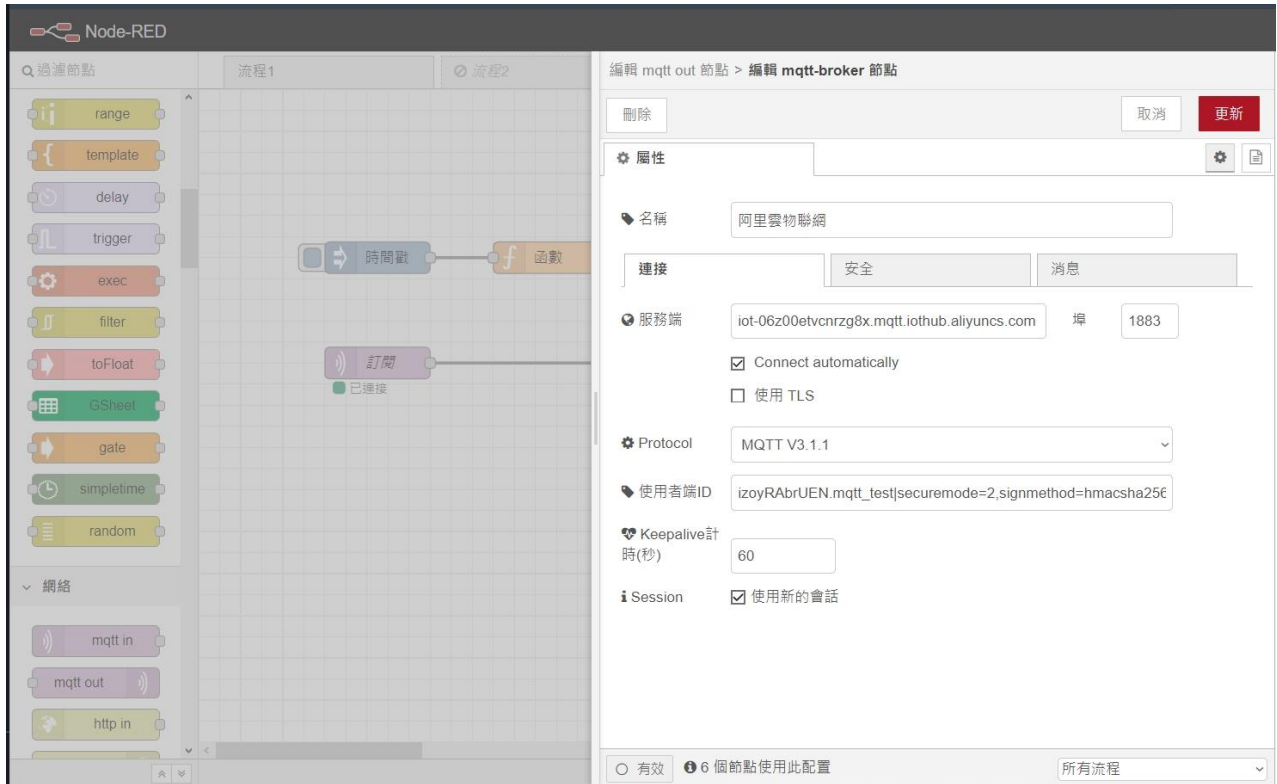 Node-RED
過濾節點
流程1
流程2
range
template
delay
trigger
exec
filter
toFloat
GSheet
gate
simpletime
random
網絡
mqtt in
mqtt out
http in
時間戳
函數
訂閱
已連接
編輯 mqtt out 節點 > 編輯 mqtt-broker 節點
刪除
取消
更新
屬性
名稱
阿里雲物聯網
連接
安全
消息
服務端
iot-06z00etvcnrzg8x.mqtt.iothub.aliyuncs.com
埠
1883
Connect automatically
使用 TLS
Protocol
MQTT V3.1.1
使用者端ID
izoyRAbrUEN.mqtt_test|securemode=2,signmethod=hmacsha256
Keepalive計
時(秒)
60
Session
使用新的會話
有效
6 個節點使用此配置
所有流程